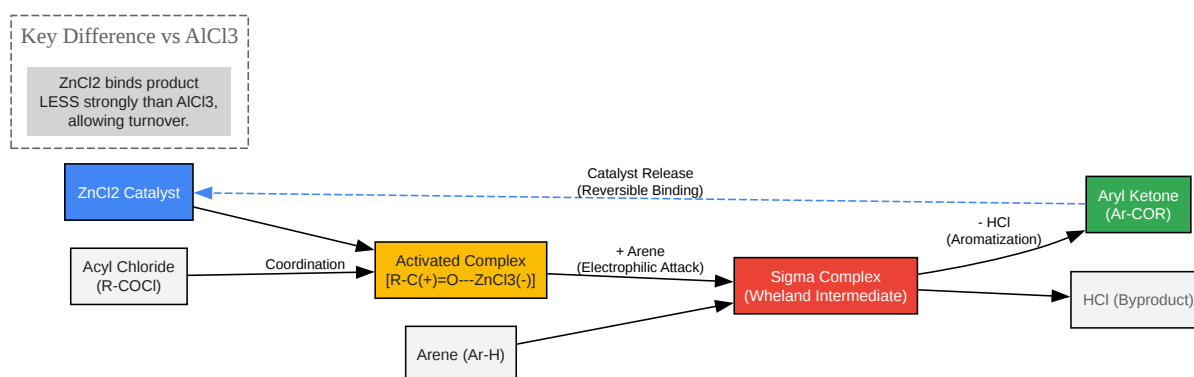 Key Difference vs AlCl3
ZnCl2 binds product
LESS strongly than AlCl3,
allowing turnover.
ZnCl2 Catalyst
Catalyst Release
(Reversible Binding)
Aryl Ketone
(Ar-COR)
- HCl
(Aromatization)
Acyl Chloride
(R-COCl)
Coordination
Activated Complex
[R-C(+)=O---ZnCl3(-)]
+ Arene
(Electrophilic Attack)
Sigma Complex
(Wheland Intermediate)
HCl (Byproduct)
Arene (Ar-H)